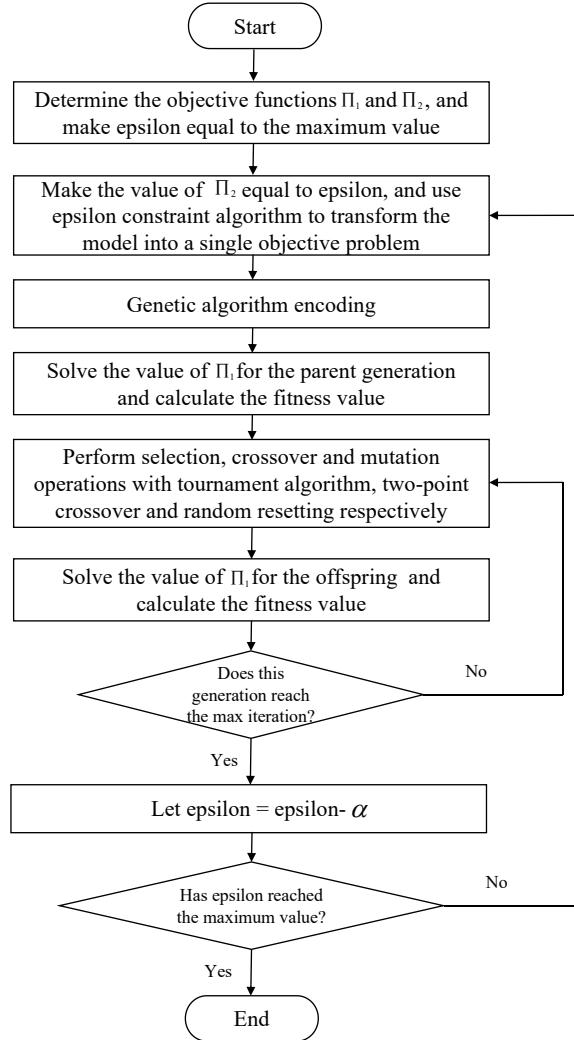 Start
Determine the objective functions Π₁ and Π₂, and
make epsilon equal to the maximum value
Make the value of Π₂ equal to epsilon, and use
epsilon constraint algorithm to transform the
model into a single objective problem
Genetic algorithm encoding
Solve the value of Π₁ for the parent generation
and calculate the fitness value
Perform selection, crossover and mutation
operations with tournament algorithm, two-point
crossover and random resetting respectively
Solve the value of Π₁ for the offspring and
calculate the fitness value
Does this
generation reach
the max iteration?
No
Yes
Let epsilon = epsilon- α
Has epsilon reached
the maximum value?
No
Yes
End